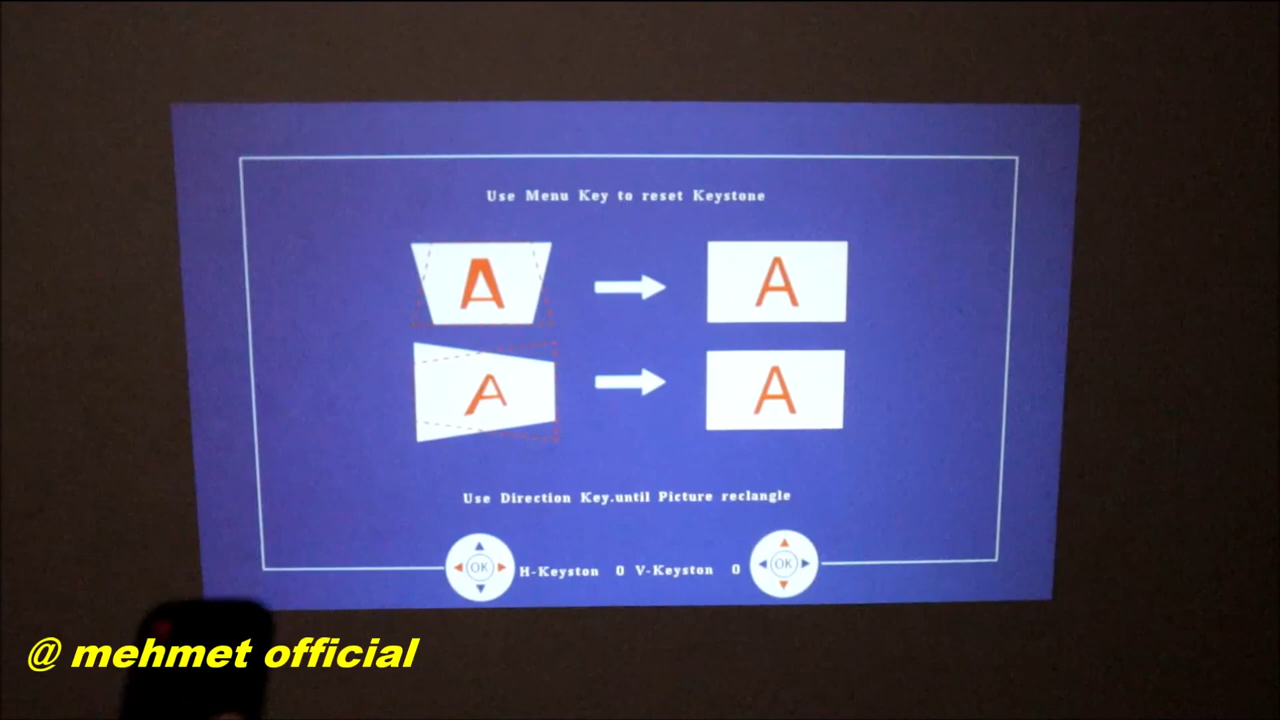 Use Menu Key to reset Keystone
A A
A A
Use Direction Key.until Picture reclangle
OK H-Keyston 0 V-Keyston 0 OK
@ mehmet official